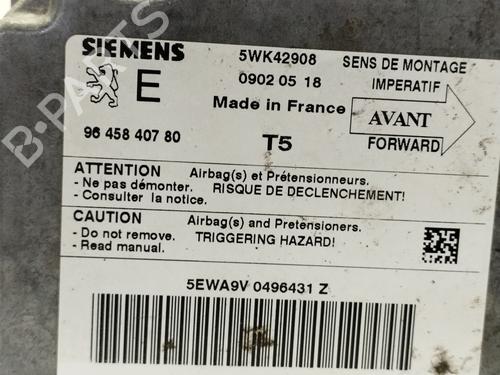 SIEMENS
5WK42908
SENS DE MONTAGE
E
0902 05 18
IMPERATIF
Made in France
AVANT
96 458 407 80
T5
FORWARD
ATTENTION Airbag(s) et Prétensionneurs.
- Ne pas démonter. RISQUE DE DECLENCHEMENT!
- Consulter la notice.
CAUTION Airbag(s) and Pretensioners.
- Do not remove. TRIGGERING HAZARD!
- Read manual.
5EWA9V 0496431 Z